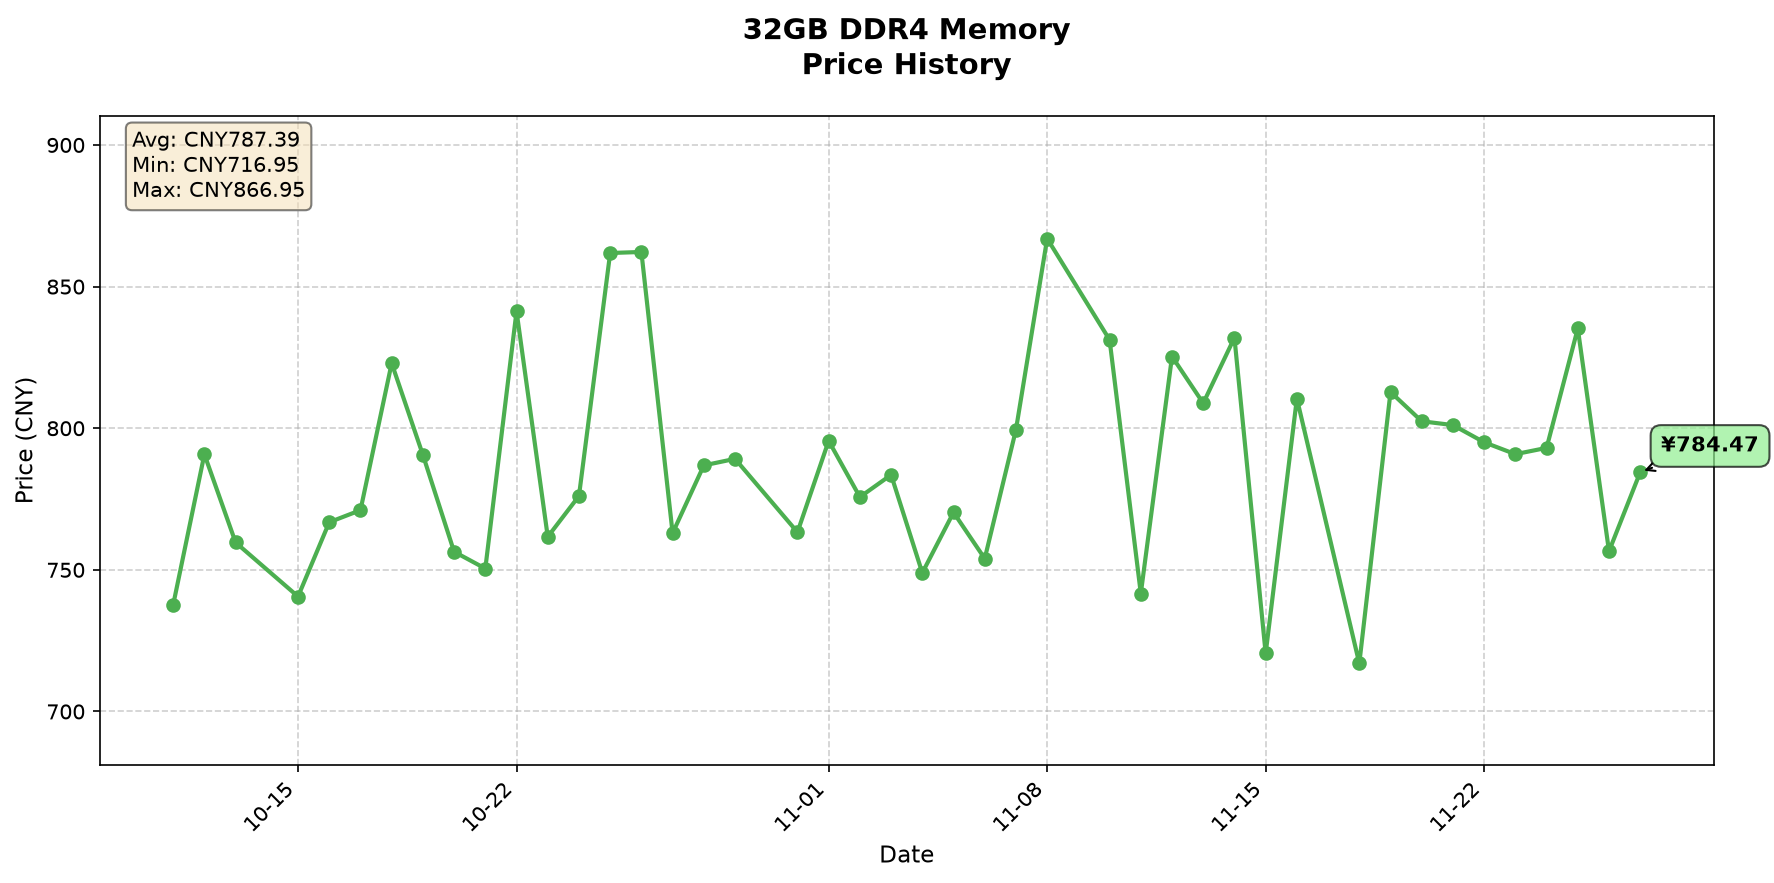 32GB DDR4 Memory
Price History
Avg: CNY787.39
Min: CNY716.95
Max: CNY866.95
900
850
800
750
700
Price (CNY)
¥784.47
10-15
10-22
11-01
11-08
11-15
11-22
Date